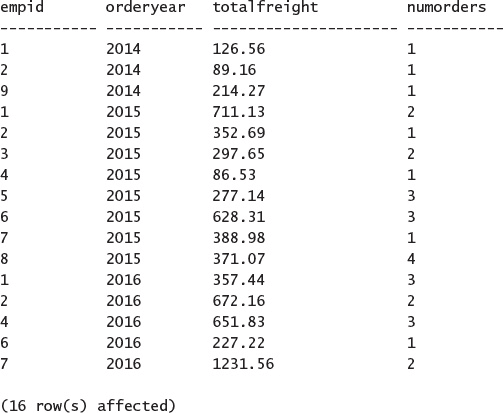 empid orderyear totalfreight numorders
----------- ----------- --------------------- -----------
1 2014 126.56 1
2 2014 89.16 1
9 2014 214.27 1
1 2015 711.13 2
2 2015 352.69 1
3 2015 297.65 2
4 2015 86.53 1
5 2015 277.14 3
6 2015 628.31 3
7 2015 388.98 1
8 2015 371.07 4
1 2016 357.44 3
2 2016 672.16 2
4 2016 651.83 3
6 2016 227.22 1
7 2016 1231.56 2
(16 row(s) affected)